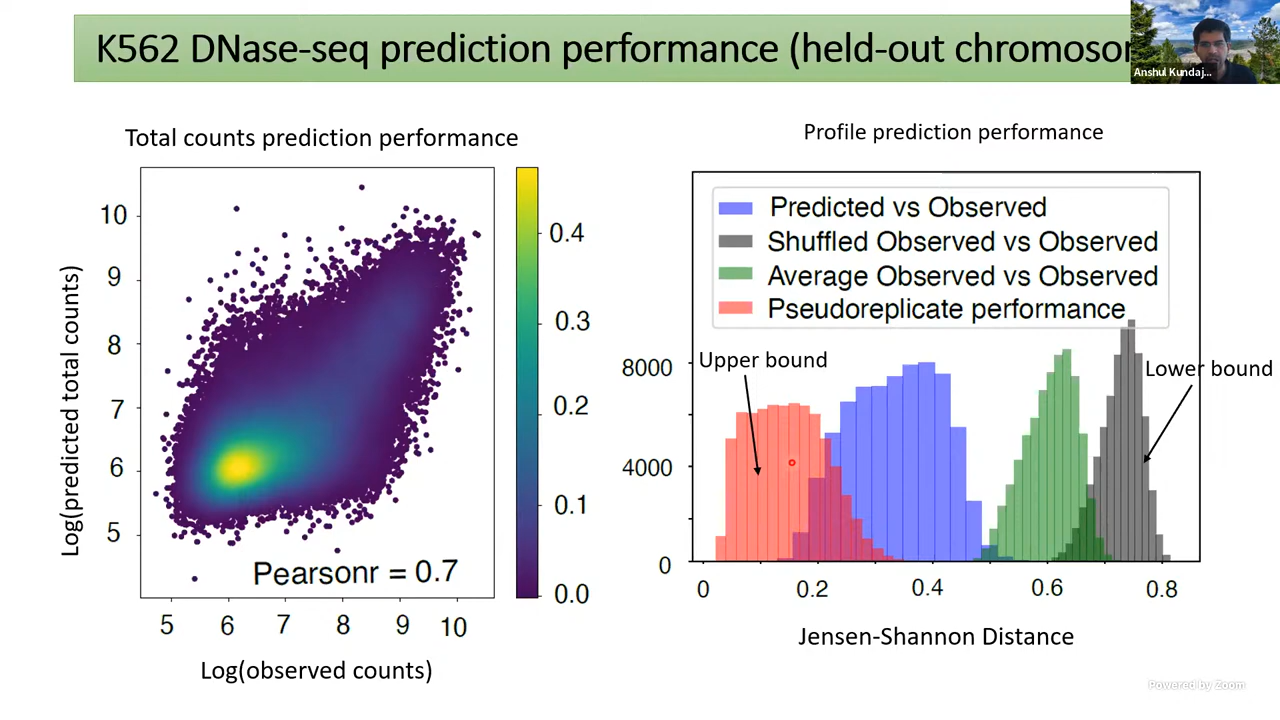 K562 DNase-seq prediction performance (held-out
Anshul Kundaj...
Total counts prediction performance
Profile prediction performance
10
9
8
7
6
5
Log(predicted total counts)
Pearsonr = 0.7
5 6 7 8 9 10
Log(observed counts)
0.4
0.3
0.2
0.1
0.0
Predicted vs Observed
Shuffled Observed vs Observed
Average Observed vs Observed
Pseudoreplicate performance
Upper bound
Lower bound
8000
4000
0
0 0.2 0.4 0.6 0.8
Jensen-Shannon Distance
Powered by Zoom